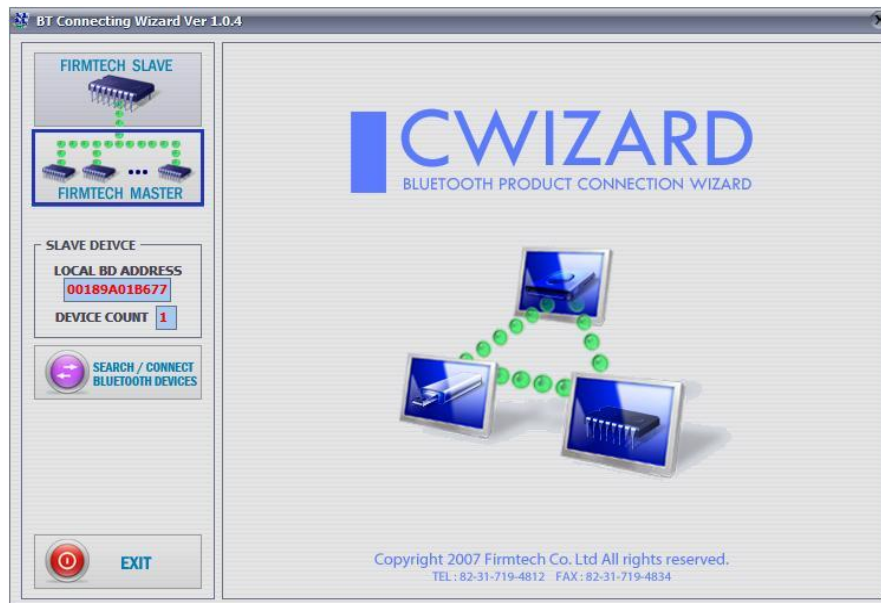 BT Connecting Wizard Ver 1.0.4
FIRMTECH SLAVE
FIRMTECH MASTER
SLAVE DEIVCE
LOCAL BD ADDRESS
00189A01B677
DEVICE COUNT 1
SEARCH / CONNECT
BLUETOOTH DEVICES
EXIT
CWIZARD
BLUETOOTH PRODUCT CONNECTION WIZARD
Copyright 2007 Firmtech Co. Ltd All rights reserved.
TEL : 82-31-719-4812 FAX : 82-31-719-4834